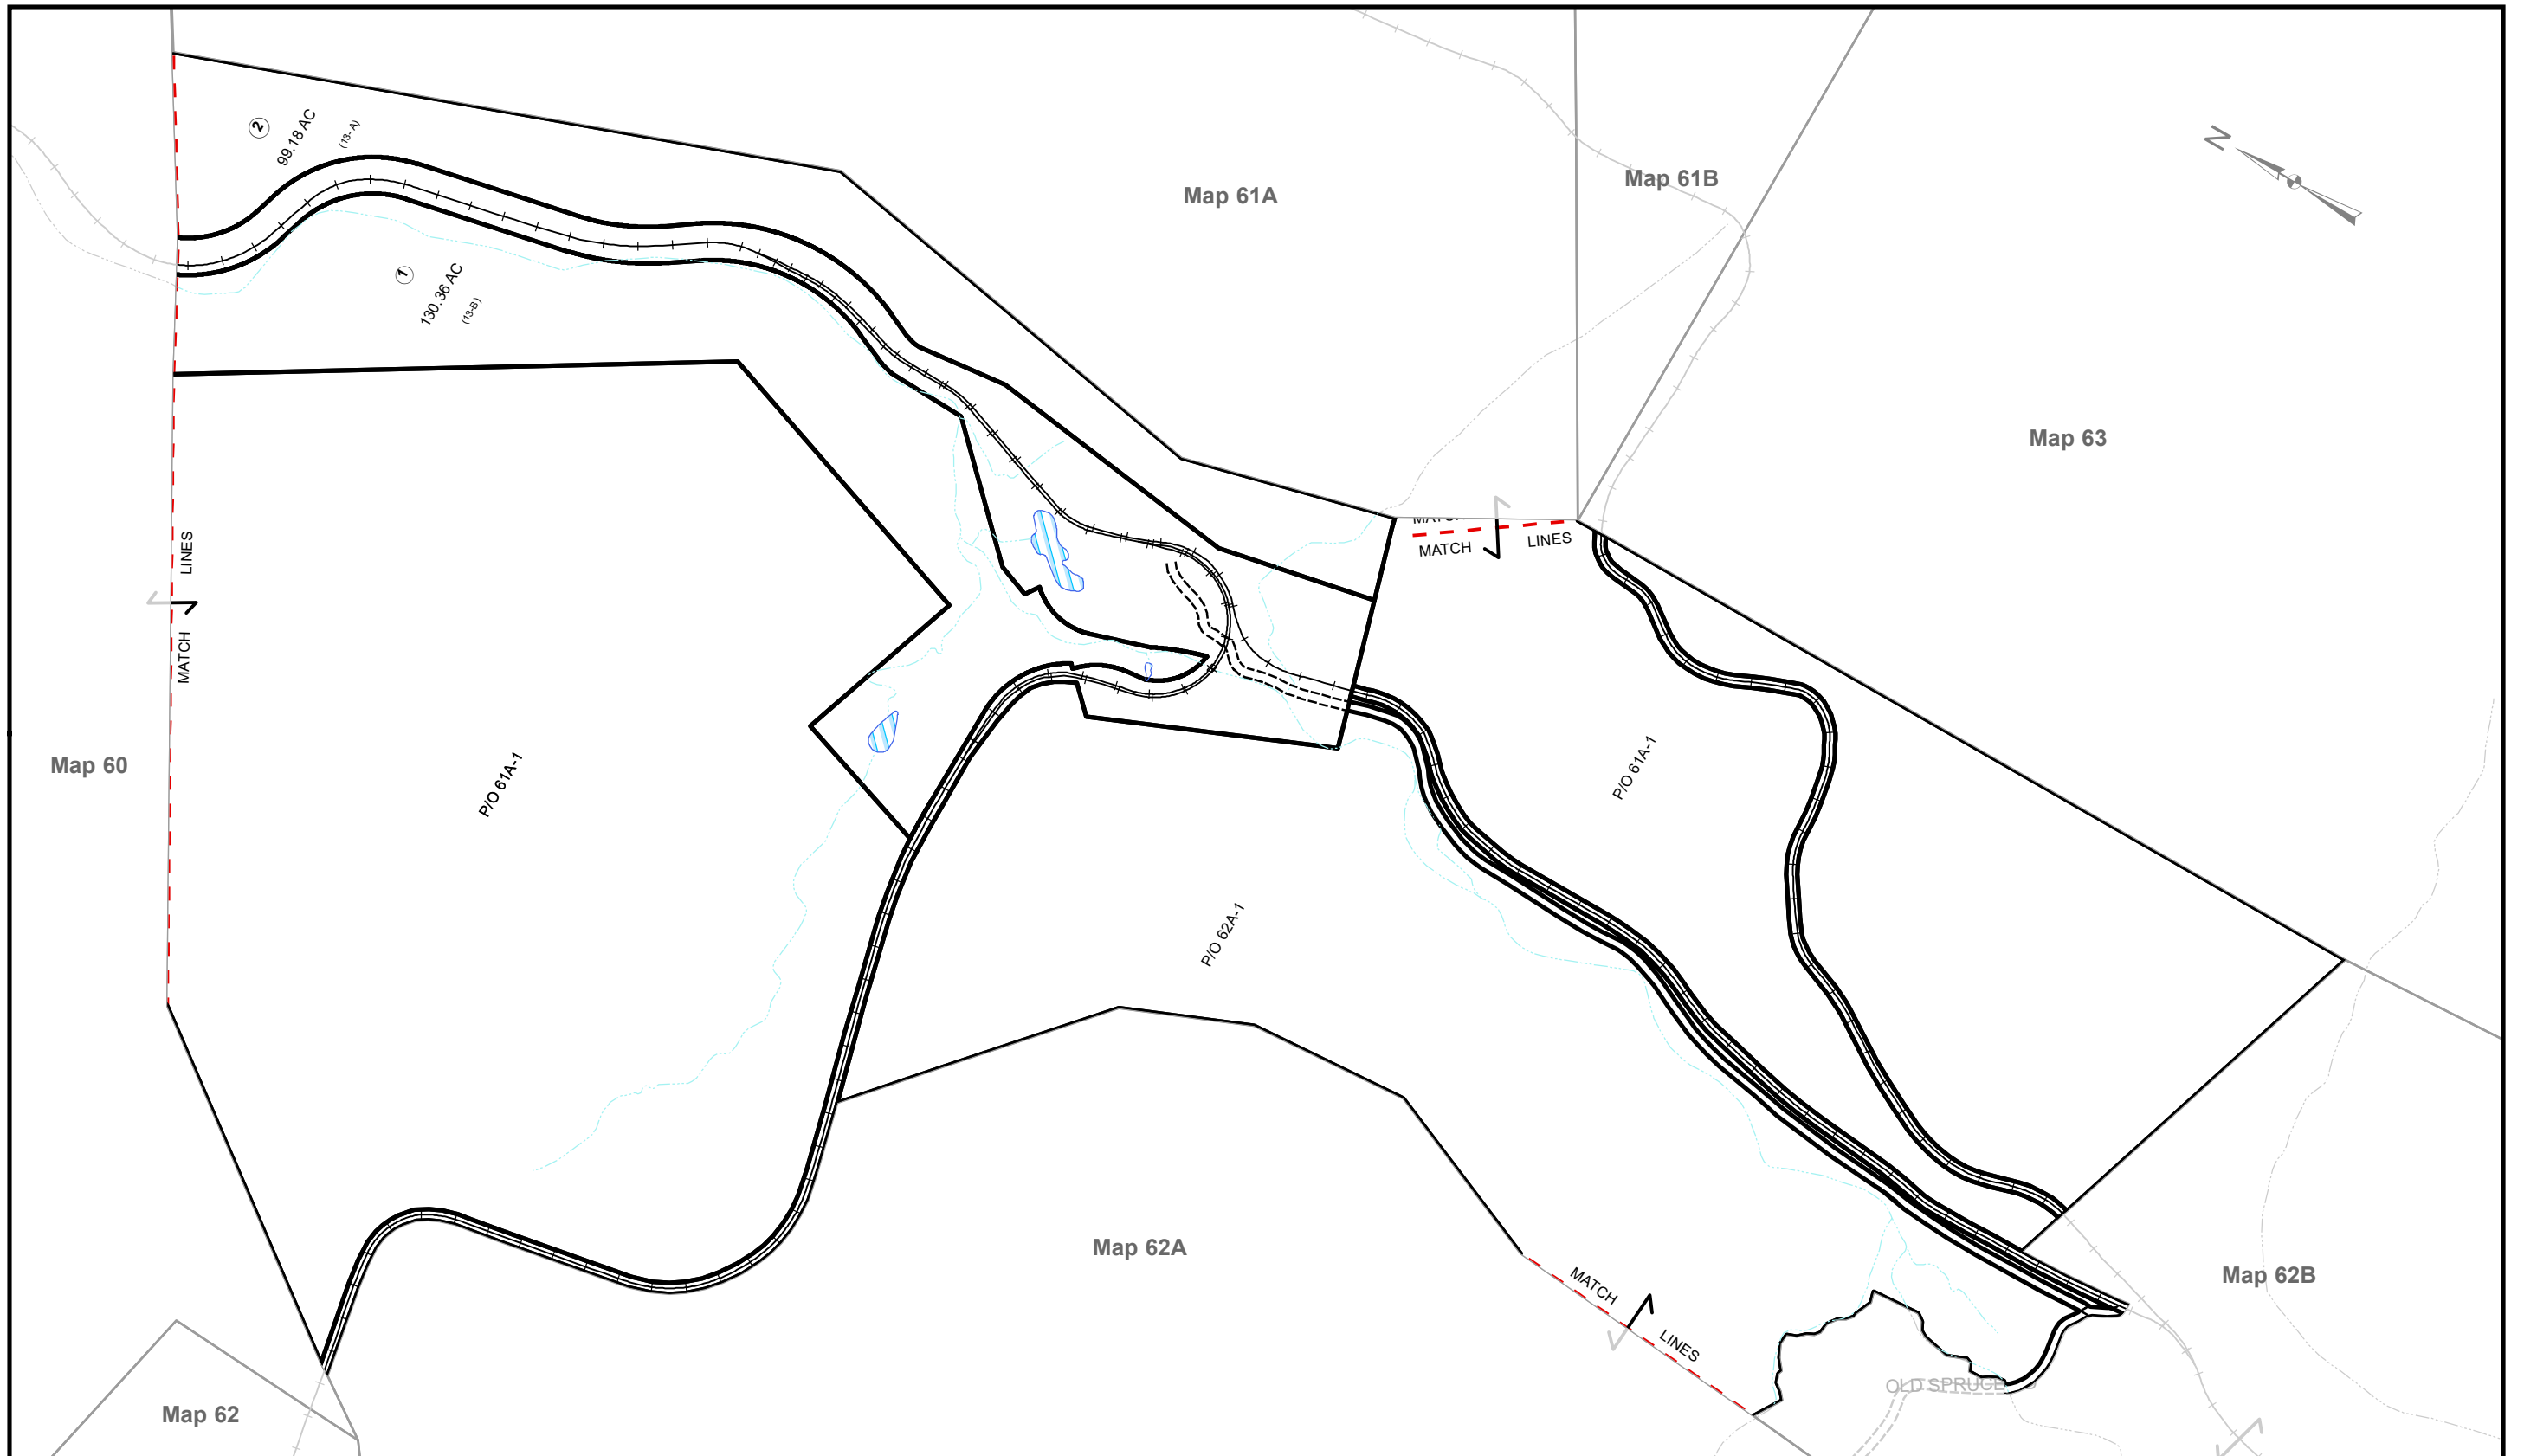 2
99.18 AC
(13-A)
N
Map 61B
Map 61A
1
130.36 AC
(13-B)
Map 63
MATCH
MATCH LINES
MATCH LINES
Map 60
P/O 61A-1
P/O 61A-1
P/O 62A-1
Map 62A
Map 62B
MATCH LINES
OLD SPRUCE
Map 62